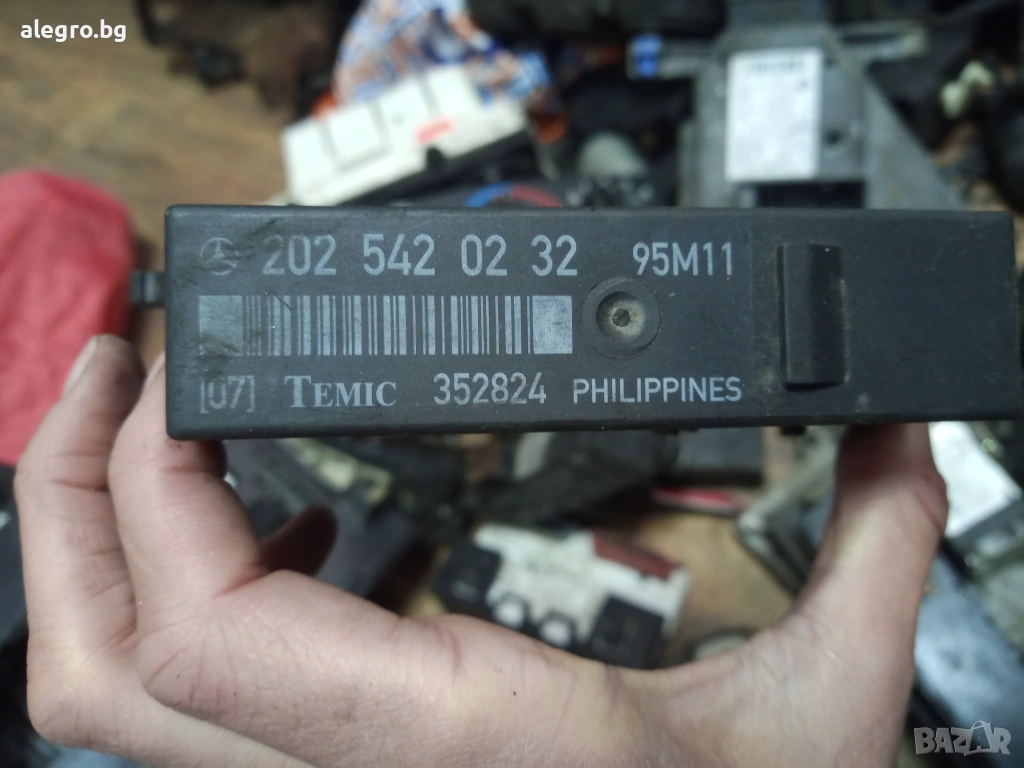 alegro.bg
202 542 02 32 95M11
[07] TEMIC 352824 PHILIPPINES
BAZAR